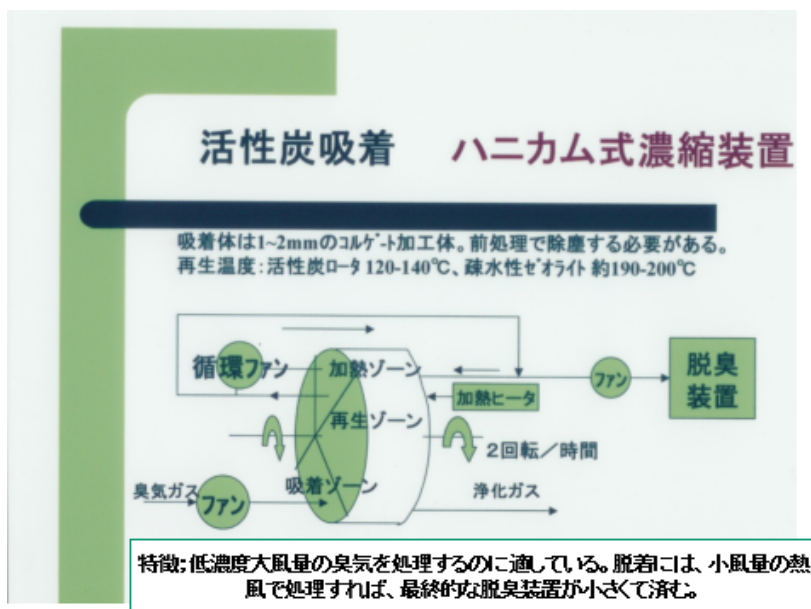 活性炭吸着 ハニカム式濃縮装置
吸着体は1~2mmのｺﾙｹﾞｰﾄ加工体。前処理で除塵する必要がある。
再生温度：活性炭ﾛｰﾀ 120-140℃、疎水性ｾﾞｵﾗｲﾄ 約190-200℃
循環ファン
加熱ゾーン
ファン
脱臭
装置
加熱ヒータ
再生ゾーン
２回転／時間
臭気ガス
ファン
吸着ゾーン
浄化ガス
特徴；低濃度大風量の臭気を処理するのに適している。脱着には、小風量の熱
風で処理すれば、最終的な脱臭装置が小さくて済む。